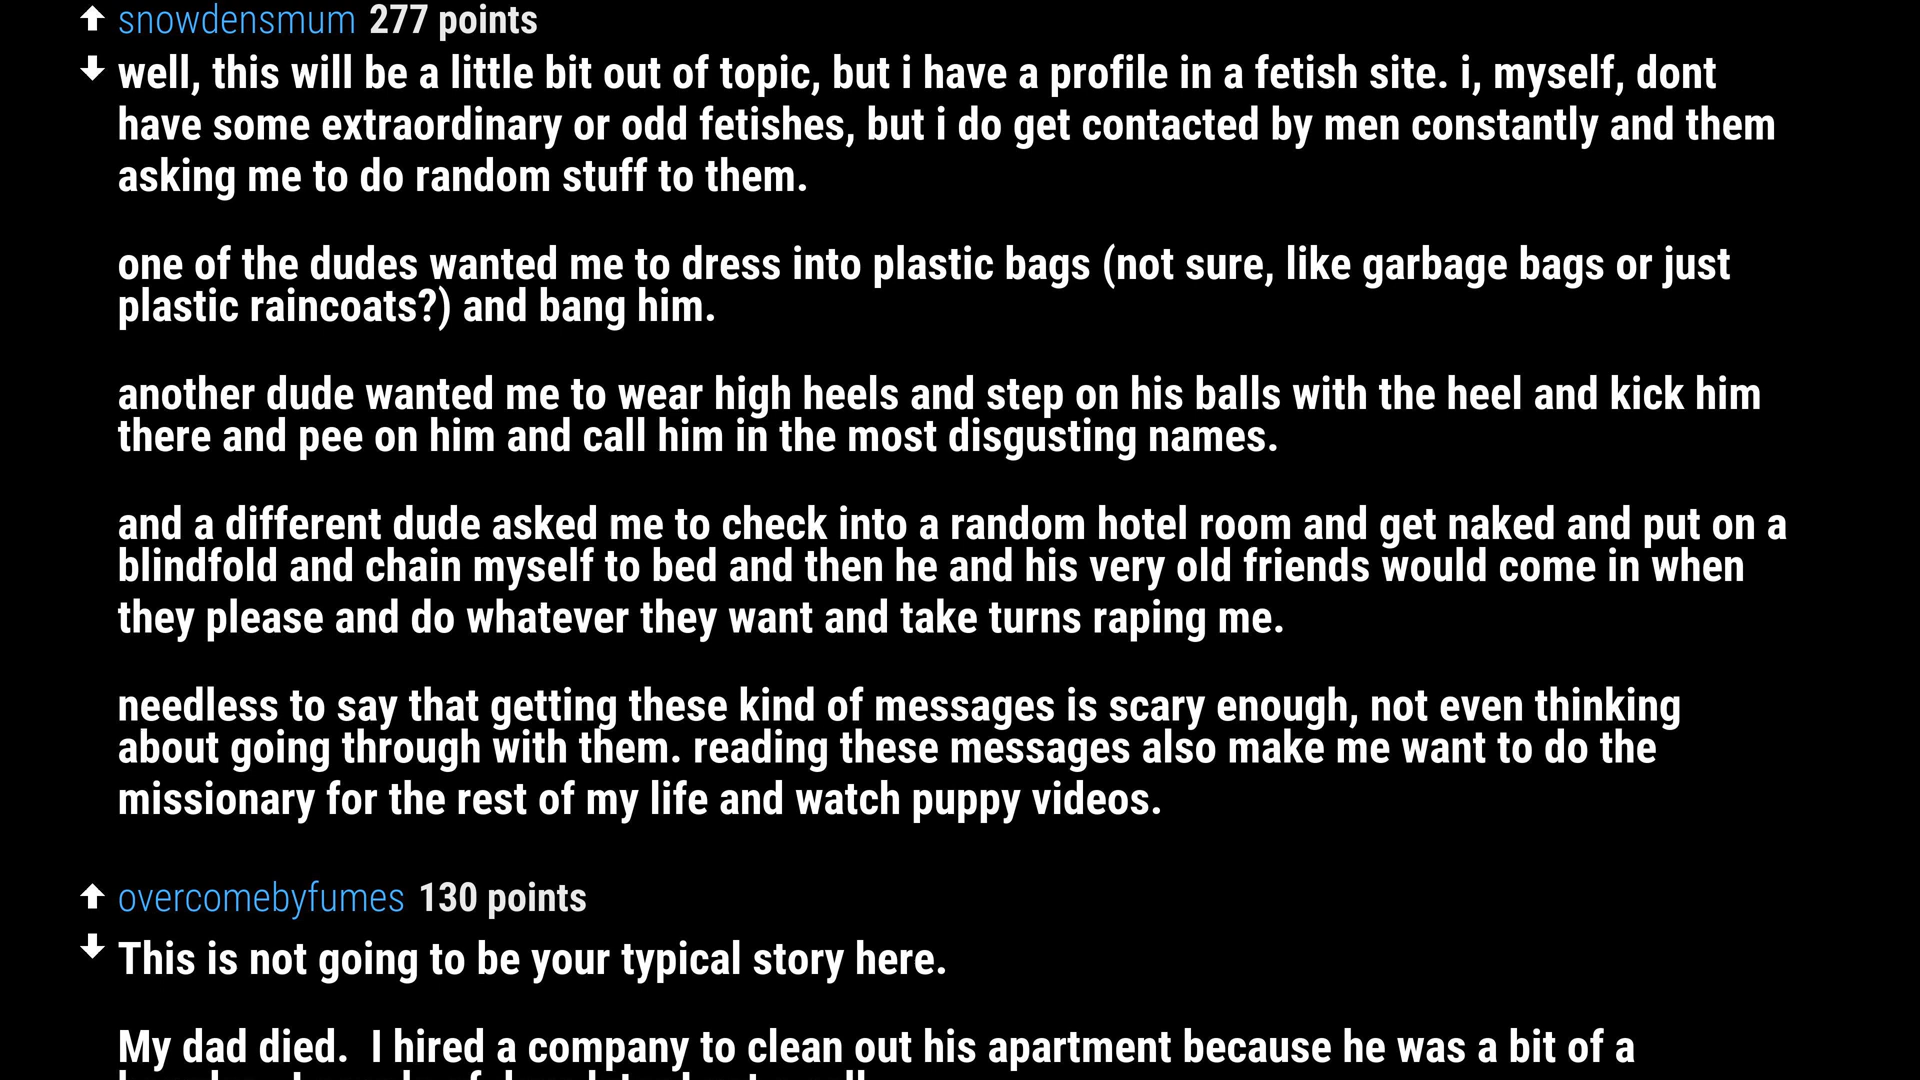 snowdensmum 277 points
well, this will be a little bit out of topic, but i have a profile in a fetish site. i, myself, dont
have some extraordinary or odd fetishes, but i do get contacted by men constantly and them
asking me to do random stuff to them.
one of the dudes wanted me to dress into plastic bags (not sure, like garbage bags or just
plastic raincoats?) and bang him.
another dude wanted me to wear high heels and step on his balls with the heel and kick him
there and pee on him and call him in the most disgusting names.
and a different dude asked me to check into a random hotel room and get naked and put on a
blindfold and chain myself to bed and then he and his very old friends would come in when
they please and do whatever they want and take turns raping me.
needless to say that getting these kind of messages is scary enough, not even thinking
about going through with them. reading these messages also make me want to do the
missionary for the rest of my life and watch puppy videos.
overcomebyfumes 130 points
This is not going to be your typical story here.
My dad died.  I hired a company to clean out his apartment because he was a bit of a